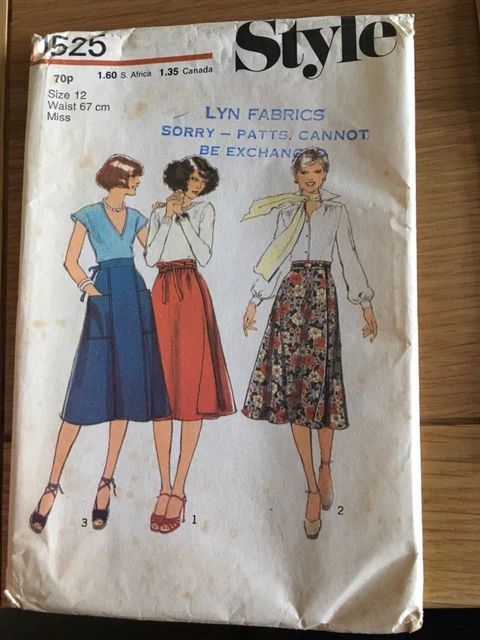 1525
Style
70p 1.60 S. Africa 1.35 Canada
Size 12
Waist 67 cm
Miss
LYN FABRICS
SORRY - PATTS. CANNOT
BE EXCHANGED
3
1
2